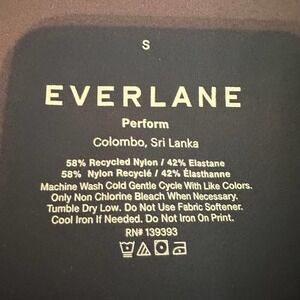 S
EVERLANE
Perform
Colombo, Sri Lanka
58% Recycled Nylon / 42% Elastane
58% Nylon Recyclé / 42% Élasthanne
Machine Wash Cold Gentle Cycle With Like Colors.
Only Non Chlorine Bleach When Necessary.
Tumble Dry Low. Do Not Use Fabric Softener.
Cool Iron If Needed. Do Not Iron On Print.
RN# 139393